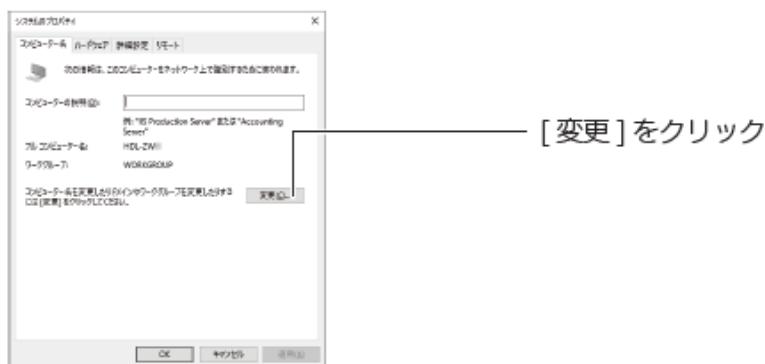 システムのプロパティ ×
コンピューター名 ハードウェア 詳細設定 リモート
次の情報は、このコンピューターをネットワーク上で識別するために使われます。
コンピューターの説明(D):
例: "IIS Production Server" または "Accounting
Server"
フル コンピューター名: HDL-ZW
ワークグループ: WORKGROUP
コンピューター名を変更したりドメインやワークグループを変更したりする
には [変更] をクリックしてください。
変更(C)...
[ 変更 ] をクリック
OK キャンセル 適用(A)